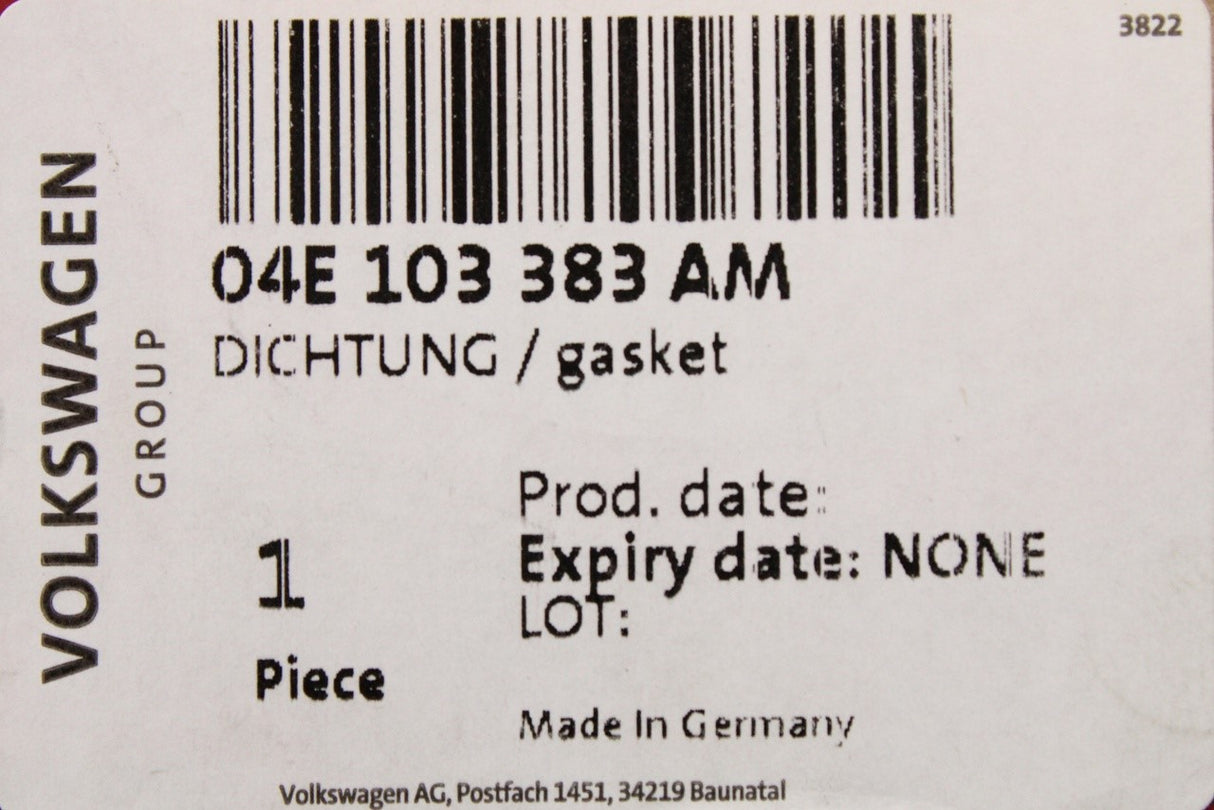 3822
04E 103 383 AM
DICHTUNG / gasket
VOLKSWAGEN
GROUP
Prod. date:
Expiry date: NONE
LOT:
1
Piece
Made In Germany
Volkswagen AG, Postfach 1451, 34219 Baunatal